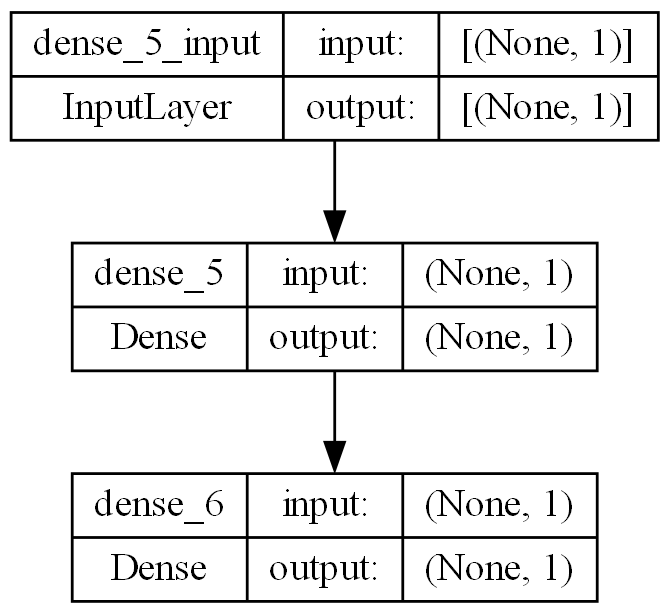 dense_5_input input: [(None, 1)]
InputLayer output: [(None, 1)]
dense_5 input: (None, 1)
Dense output: (None, 1)
dense_6 input: (None, 1)
Dense output: (None, 1)